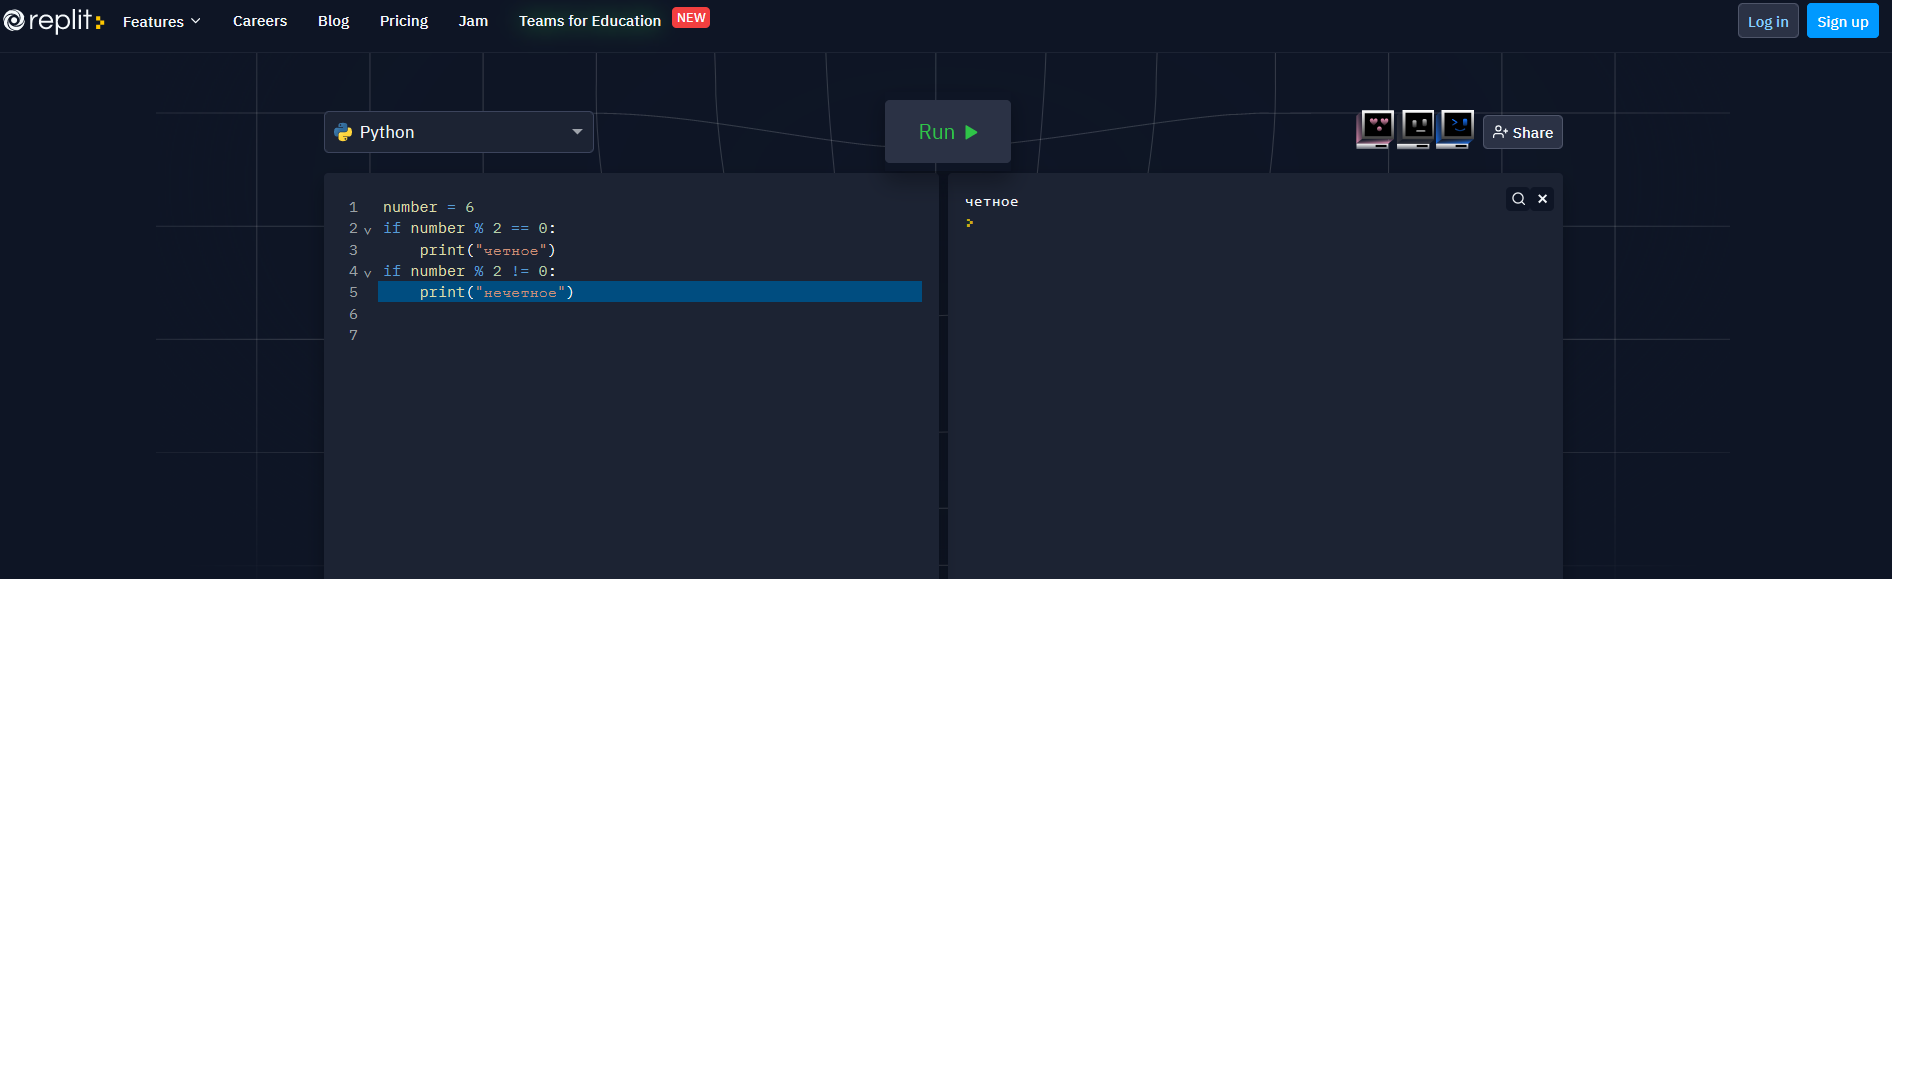 replit Features Careers Blog Pricing Jam Teams for Education NEW Log in Sign up
Python Run Share
1 number = 6
2 if number % 2 == 0:
3     print("четное")
4 if number % 2 != 0:
5     print("нечетное")
6
7
четное